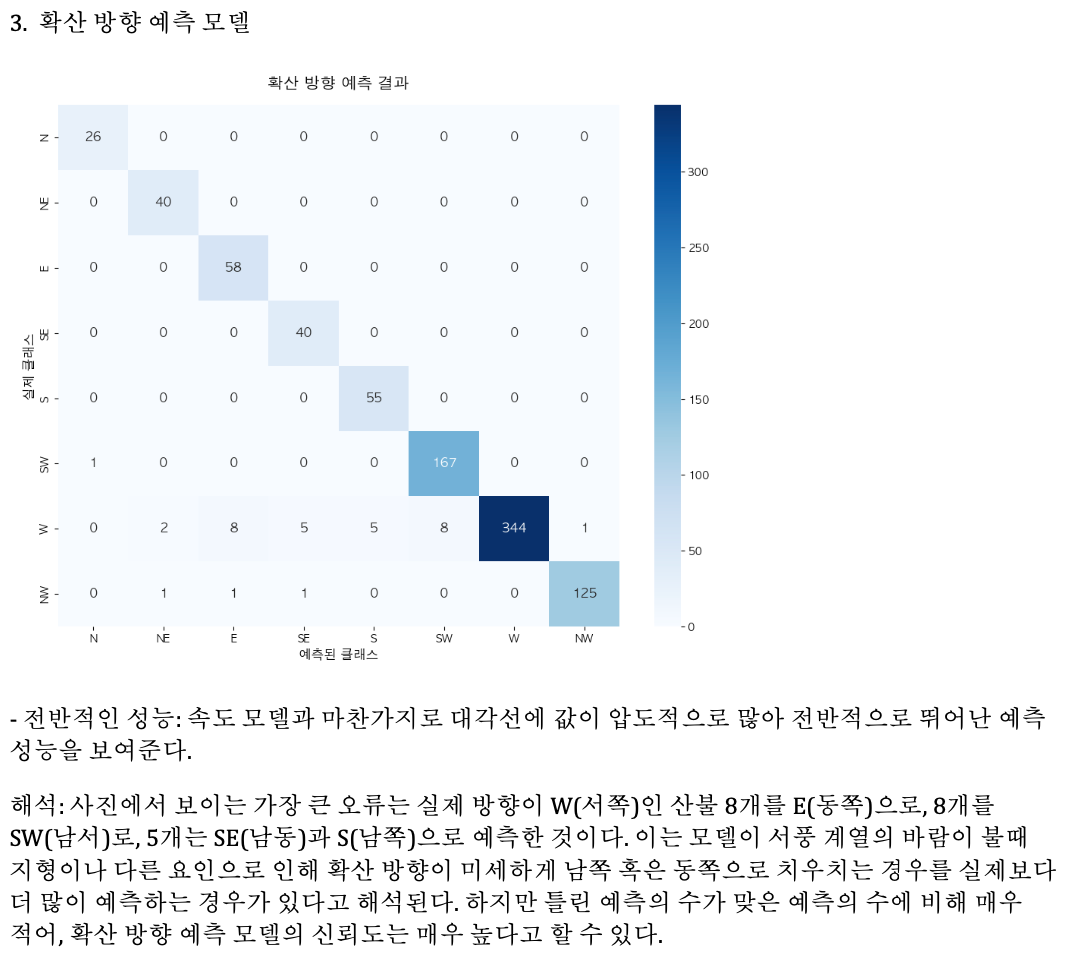 3. 확산 방향 예측 모델
확산 방향 예측 결과
N 26 0 0 0 0 0 0 0
NE 0 40 0 0 0 0 0 0
E 0 0 58 0 0 0 0 0
SE 0 0 0 40 0 0 0 0
S 0 0 0 0 55 0 0 0
SW 1 0 0 0 0 167 0 0
W 0 2 8 5 5 8 344 1
NW 0 1 1 1 0 0 0 125
N NE E SE S SW W NW
예측된 클래스
실제 클래스
300
250
200
150
100
50
0
- 전반적인 성능: 속도 모델과 마찬가지로 대각선에 값이 압도적으로 많아 전반적으로 뛰어난 예측
성능을 보여준다.
해석: 사진에서 보이는 가장 큰 오류는 실제 방향이 W(서쪽)인 산불 8개를 E(동쪽)으로, 8개를
SW(남서)로, 5개는 SE(남동)과 S(남쪽)으로 예측한 것이다. 이는 모델이 서풍 계열의 바람이 불때
지형이나 다른 요인으로 인해 확산 방향이 미세하게 남쪽 혹은 동쪽으로 치우치는 경우를 실제보다
더 많이 예측하는 경우가 있다고 해석된다. 하지만 틀린 예측의 수가 맞은 예측의 수에 비해 매우
적어, 확산 방향 예측 모델의 신뢰도는 매우 높다고 할 수 있다.